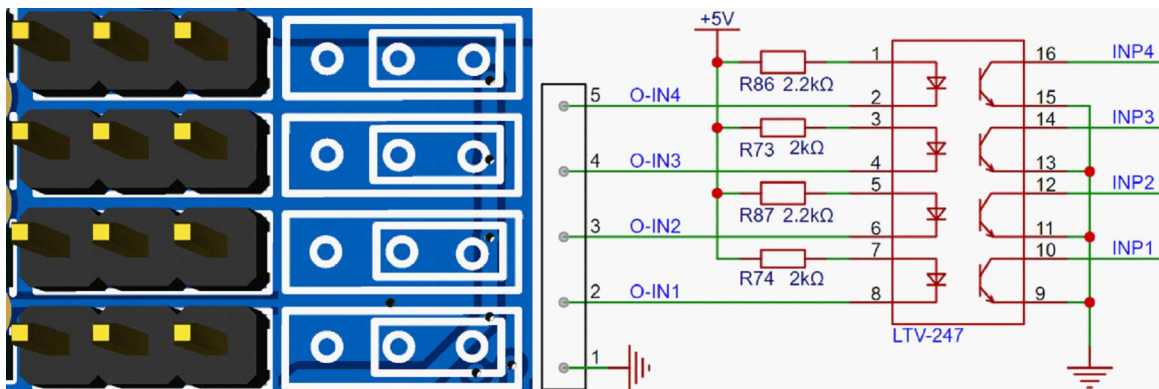 +5V
1
16
INP4
R86 2.2kΩ
5
O-IN4
2
15
3
14
INP3
R73 2kΩ
4
O-IN3
4
13
5
12
INP2
R87 2.2kΩ
3
O-IN2
6
11
7
10
INP1
R74 2kΩ
2
O-IN1
8
9
LTV-247
1